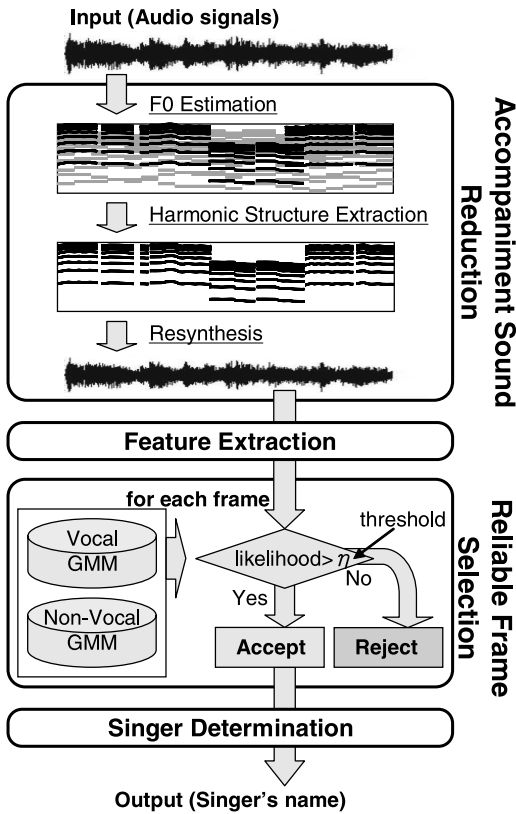 Input (Audio signals)
F0 Estimation
Harmonic Structure Extraction
Resynthesis
Accompaniment Sound
Reduction
Feature Extraction
for each frame
threshold
Vocal
GMM
Non-Vocal
GMM
likelihood> η
No
Yes
Accept
Reject
Reliable Frame
Selection
Singer Determination
Output (Singer's name)